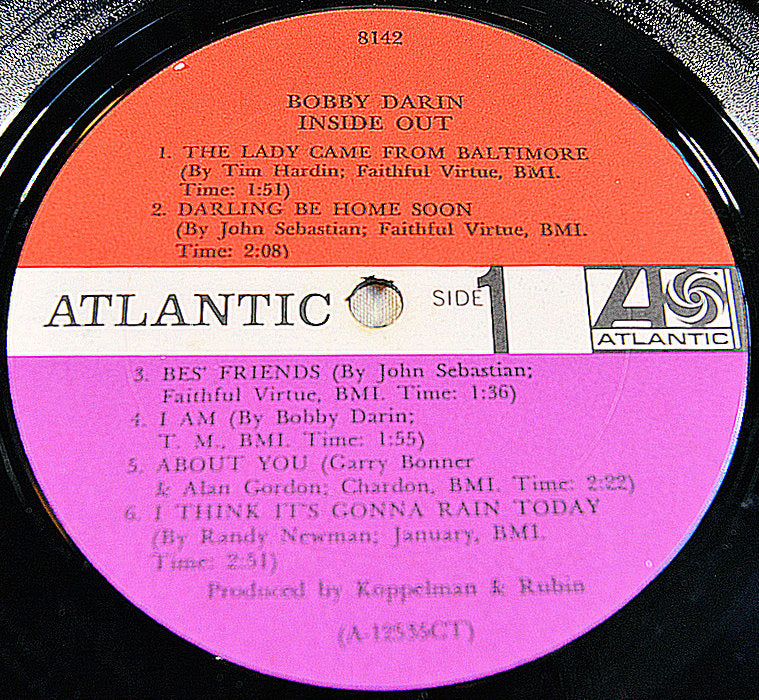 8142
BOBBY DARIN
INSIDE OUT
1. THE LADY CAME FROM BALTIMORE
(By Tim Hardin; Faithful Virtue, BMI.
Time: 1:51)
2. DARLING BE HOME SOON
(By John Sebastian; Faithful Virtue, BMI.
Time: 2:08)
ATLANTIC SIDE 1
ATLANTIC
3. BES' FRIENDS (By John Sebastian;
Faithful Virtue, BMI. Time: 1:36)
4. I AM (By Bobby Darin;
T. M., BMI. Time: 1:55)
5. ABOUT YOU (Garry Bonner
& Alan Gordon; Chardon, BMI. Time: 2:22)
6. I THINK IT'S GONNA RAIN TODAY
(By Randy Newman; January, BMI.
Time: 2:51)
Produced by Koppelman & Rubin
(A-12535CT)